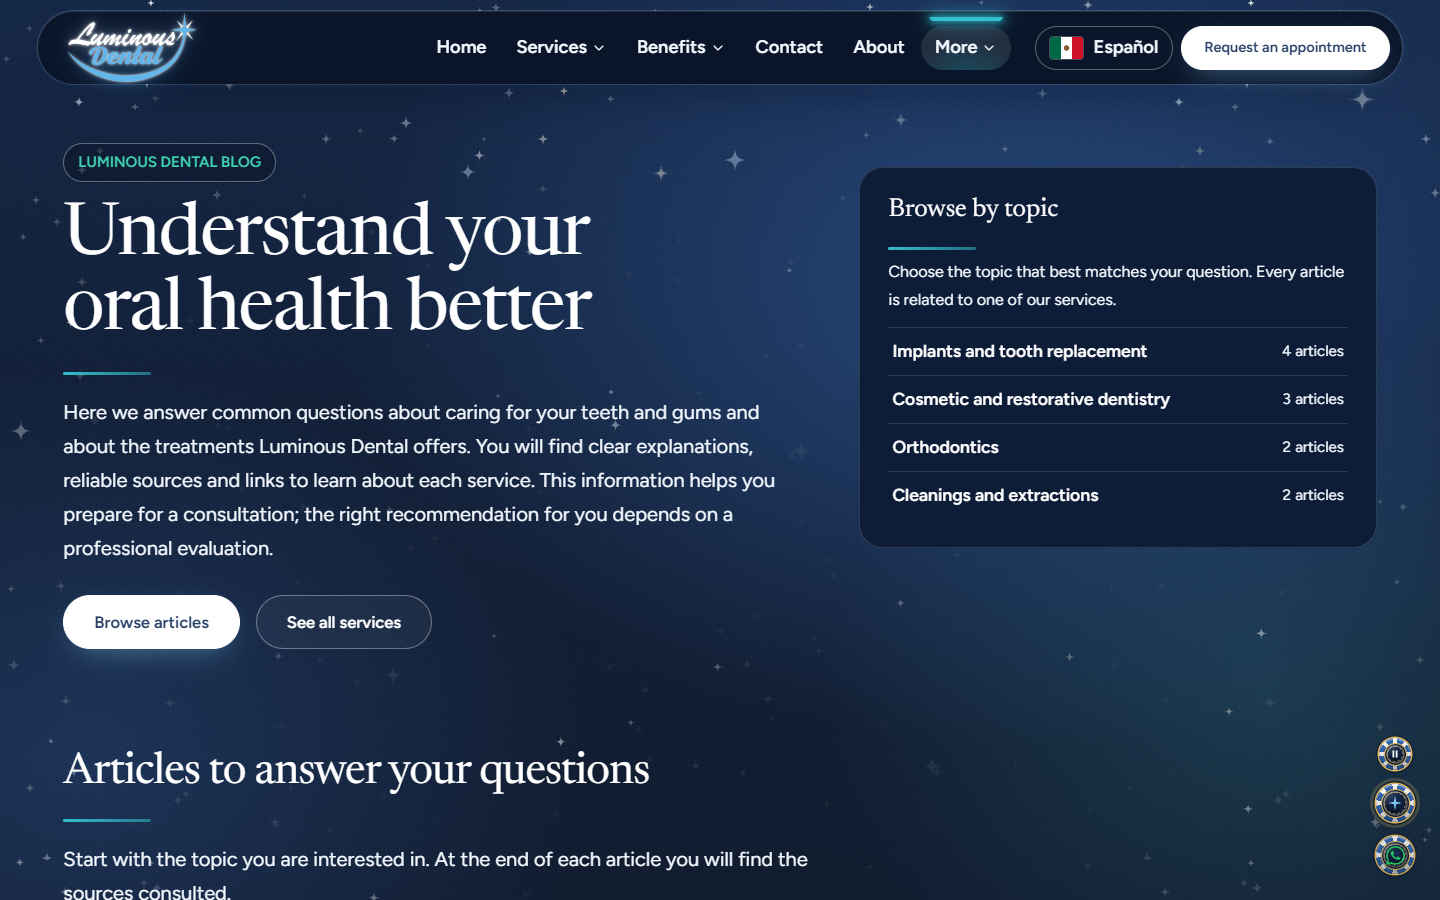 Luminous
Dental
Home
Services
Benefits
Contact
About
More
Español
Request an appointment
LUMINOUS DENTAL BLOG
Understand your
oral health better
Here we answer common questions about caring for your teeth and gums and
about the treatments Luminous Dental offers. You will find clear explanations,
reliable sources and links to learn about each service. This information helps you
prepare for a consultation; the right recommendation for you depends on a
professional evaluation.
Browse articles
See all services
Browse by topic
Choose the topic that best matches your question. Every article
is related to one of our services.
Implants and tooth replacement 4 articles
Cosmetic and restorative dentistry 3 articles
Orthodontics 2 articles
Cleanings and extractions 2 articles
Articles to answer your questions
Start with the topic you are interested in. At the end of each article you will find the
sources consulted.